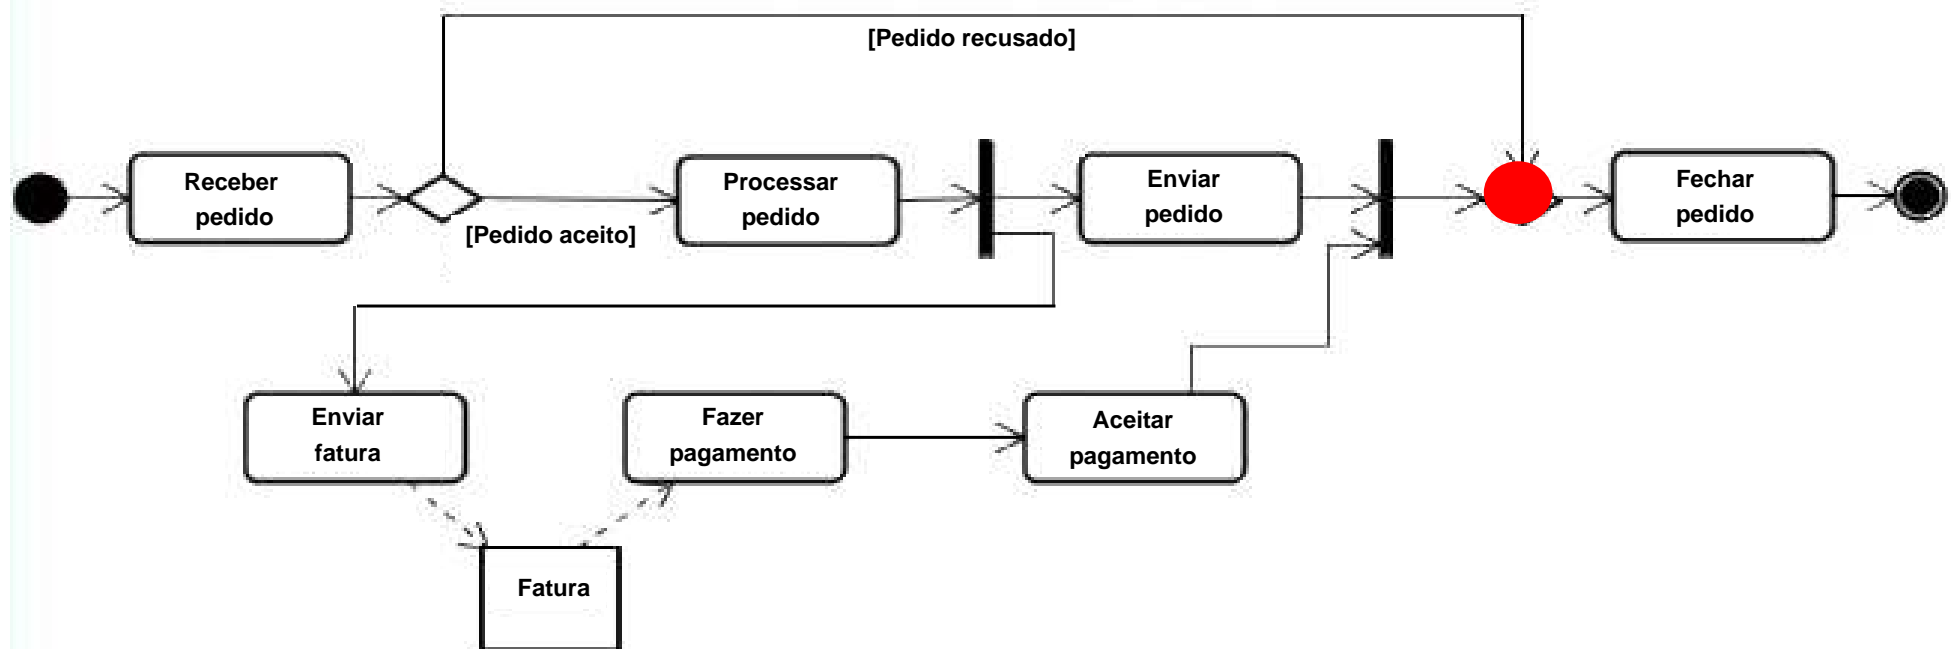 [Pedido recusado]
Receber
pedido
[Pedido aceito]
Processar
pedido
Enviar
pedido
Fechar
pedido
Enviar
fatura
Fazer
pagamento
Aceitar
pagamento
Fatura